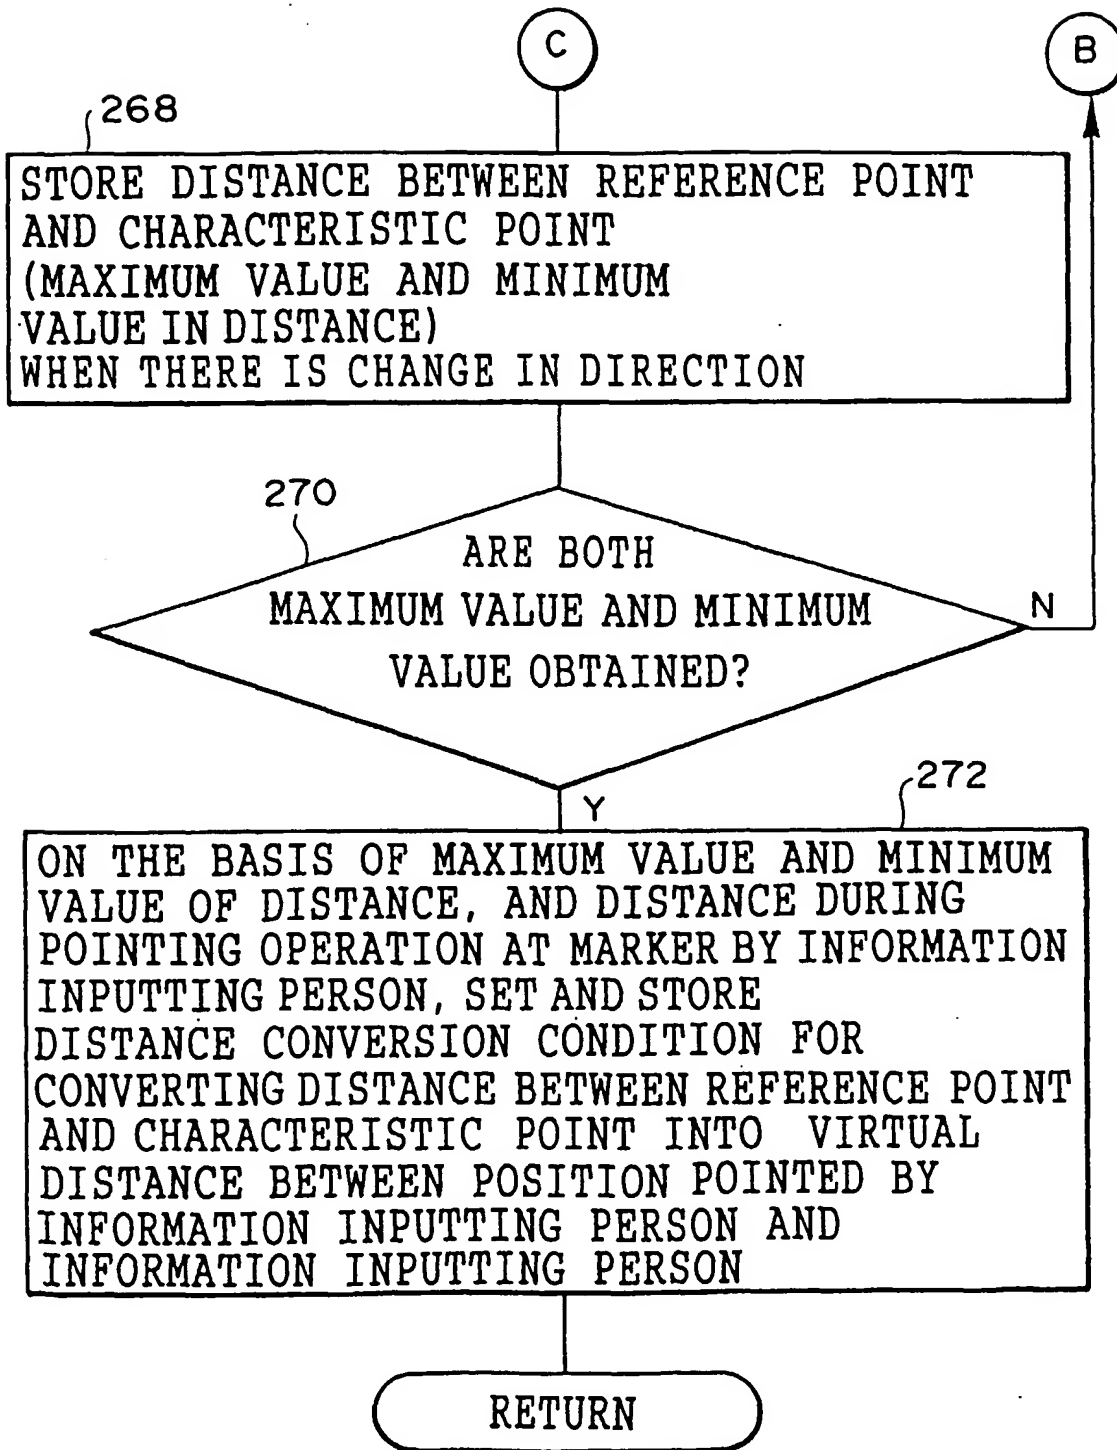 C
B
268
STORE DISTANCE BETWEEN REFERENCE POINT
AND CHARACTERISTIC POINT
(MAXIMUM VALUE AND MINIMUM
VALUE IN DISTANCE)
WHEN THERE IS CHANGE IN DIRECTION
270
ARE BOTH
MAXIMUM VALUE AND MINIMUM
VALUE OBTAINED?
N
Y
272
ON THE BASIS OF MAXIMUM VALUE AND MINIMUM
VALUE OF DISTANCE, AND DISTANCE DURING
POINTING OPERATION AT MARKER BY INFORMATION
INPUTTING PERSON, SET AND STORE
DISTANCE CONVERSION CONDITION FOR
CONVERTING DISTANCE BETWEEN REFERENCE POINT
AND CHARACTERISTIC POINT INTO VIRTUAL
DISTANCE BETWEEN POSITION POINTED BY
INFORMATION INPUTTING PERSON AND
INFORMATION INPUTTING PERSON
RETURN